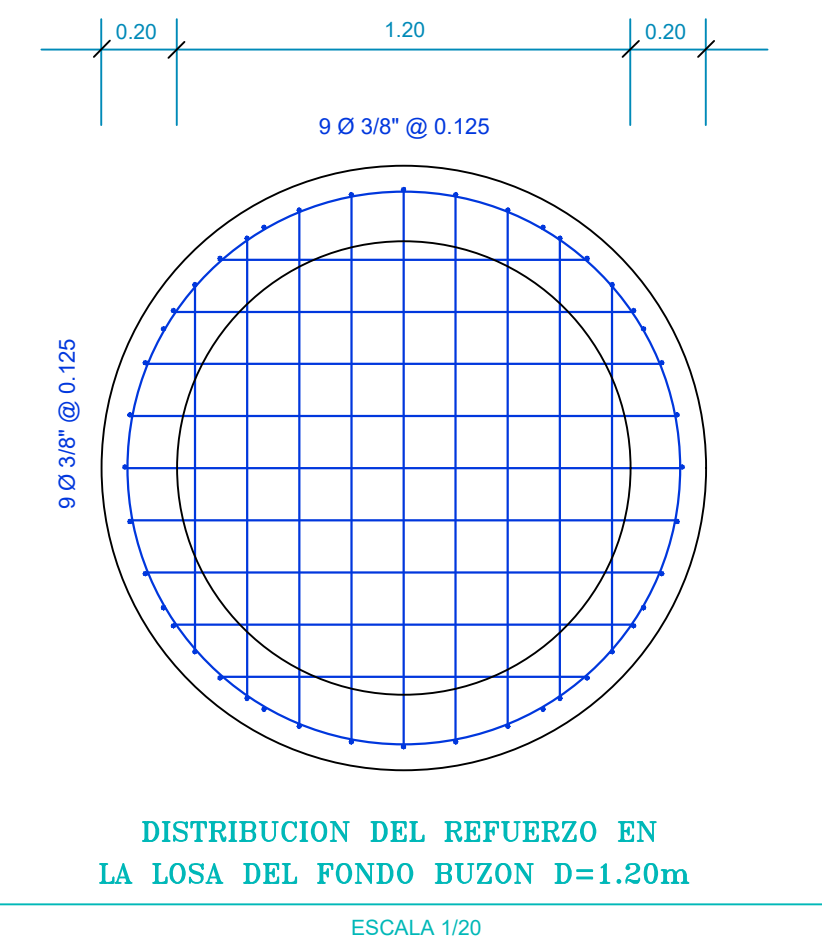 0.20
1.20
0.20
9 Ø 3/8" @ 0.125
9 Ø 3/8" @ 0.125
DISTRIBUCION DEL REFUERZO EN
LA LOSA DEL FONDO BUZON D=1.20m
ESCALA 1/20